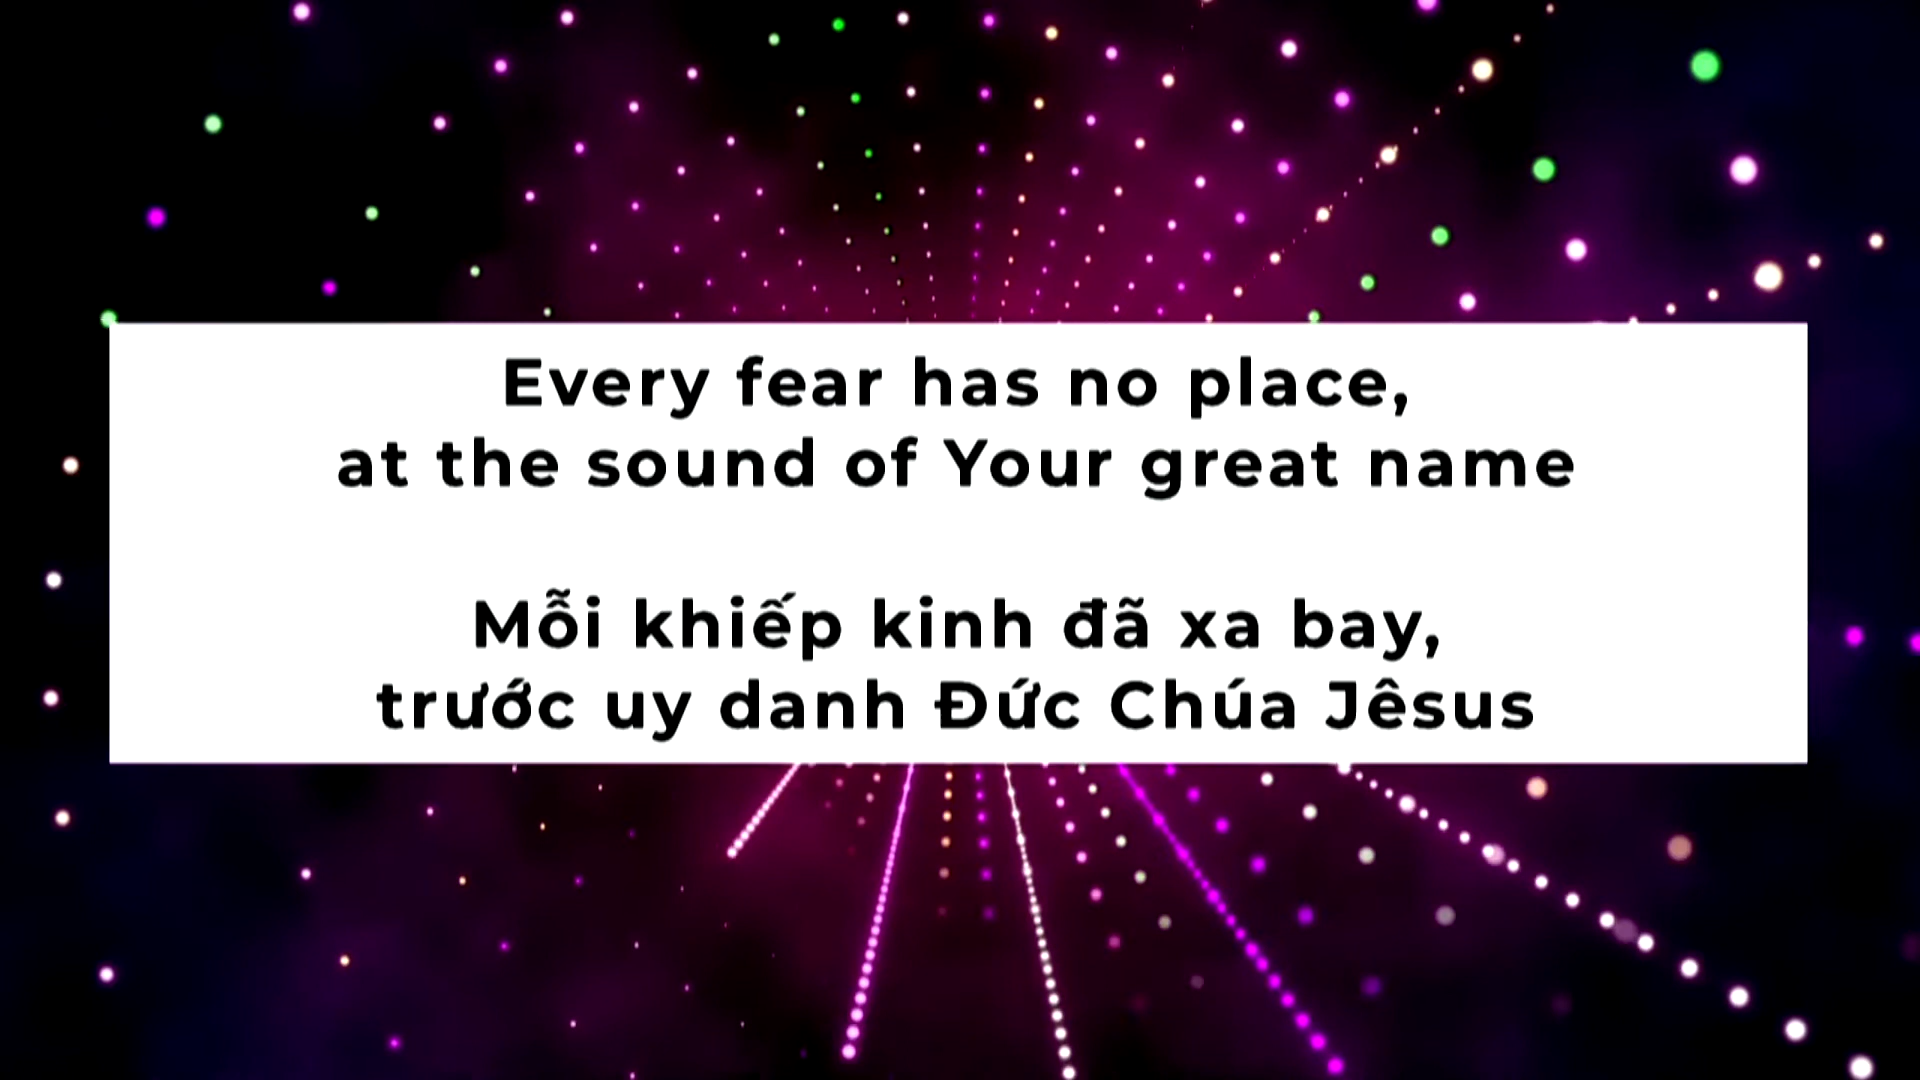 Every fear has no place,
at the sound of Your great name
Mỗi khiếp kinh đã xa bay,
trước uy danh Đức Chúa Jêsus